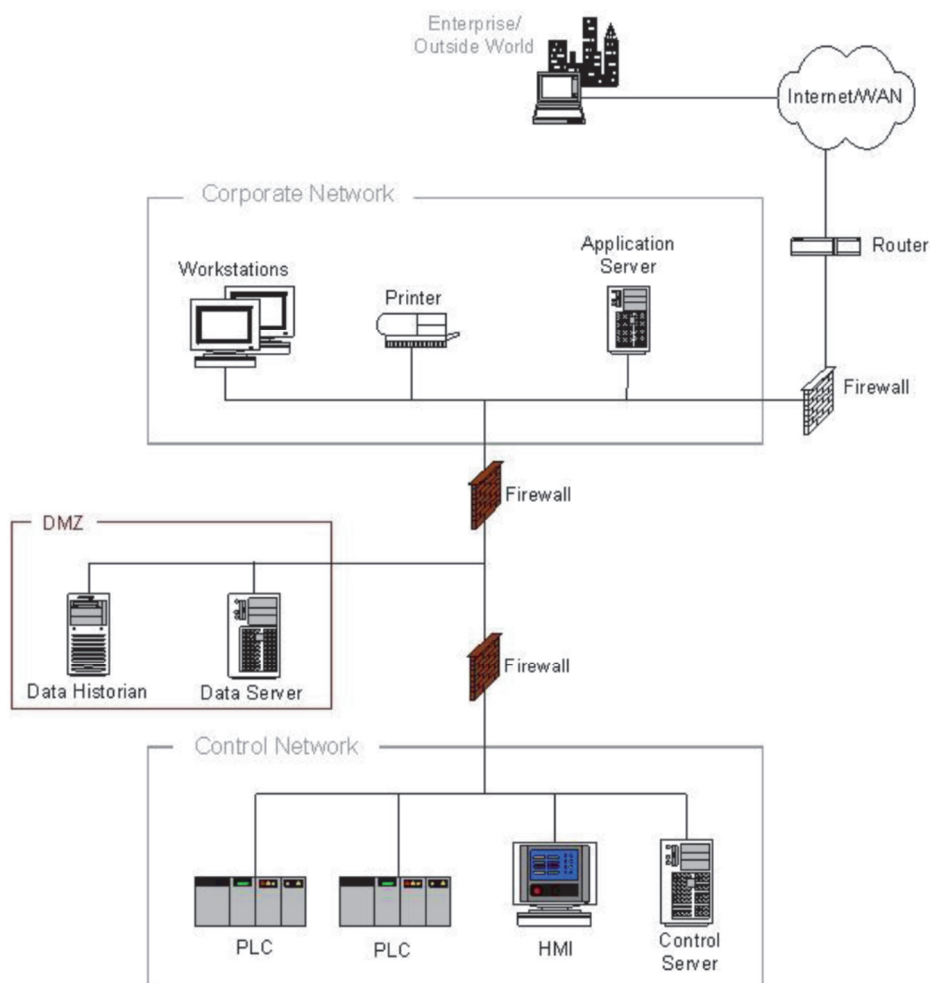 Enterprise/
Outside World
Internet/WAN
Corporate Network
Router
Workstations
Printer
Application
Server
Firewall
Firewall
DMZ
Data Historian
Data Server
Firewall
Control Network
PLC
PLC
HMI
Control
Server